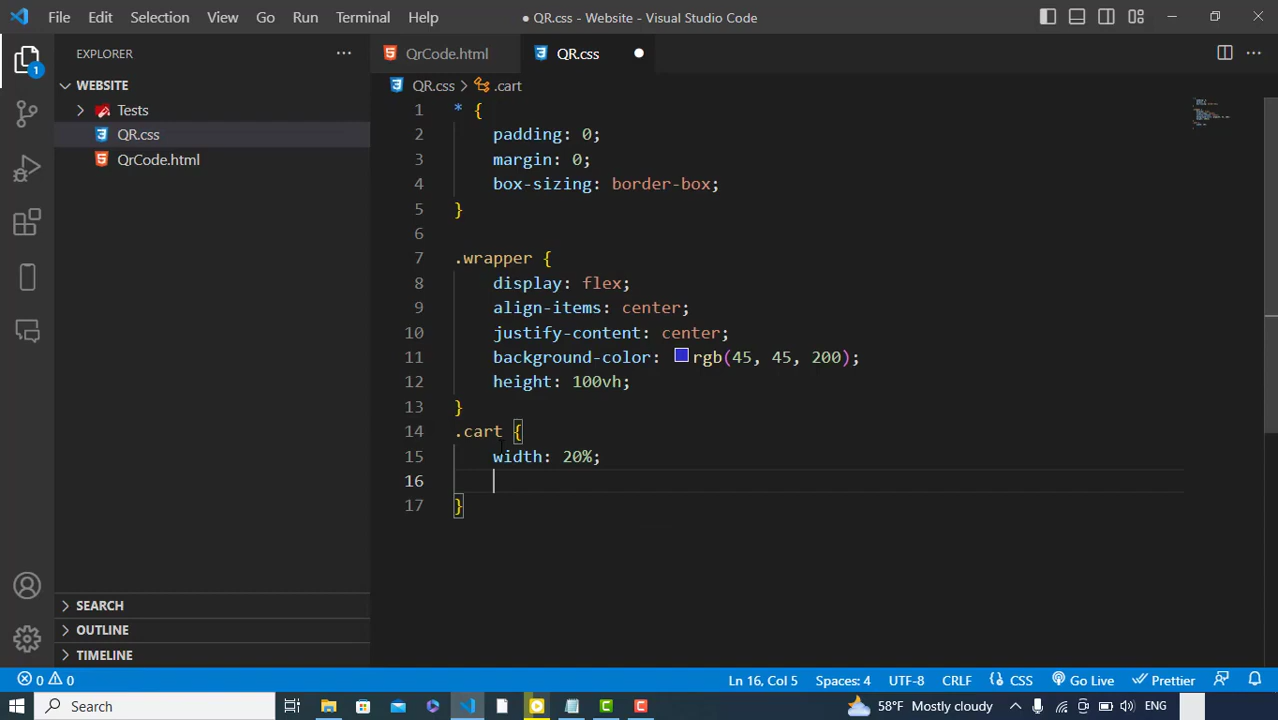 File Edit Selection View Go Run Terminal Help
● QR.css - Website - Visual Studio Code
EXPLORER
1
WEBSITE
Tests
QR.css
QrCode.html
SEARCH
OUTLINE
TIMELINE
QrCode.html
QR.css
QR.css > .cart
1 * {
2 padding: 0;
3 margin: 0;
4 box-sizing: border-box;
5 }
6
7 .wrapper {
8 display: flex;
9 align-items: center;
10 justify-content: center;
11 background-color: rgb(45, 45, 200);
12 height: 100vh;
13 }
14 .cart {
15 width: 20%;
16
17 }
0 0 Ln 16, Col 5 Spaces: 4 UTF-8 CRLF {} CSS Go Live Prettier
Search 58°F Mostly cloudy ENG